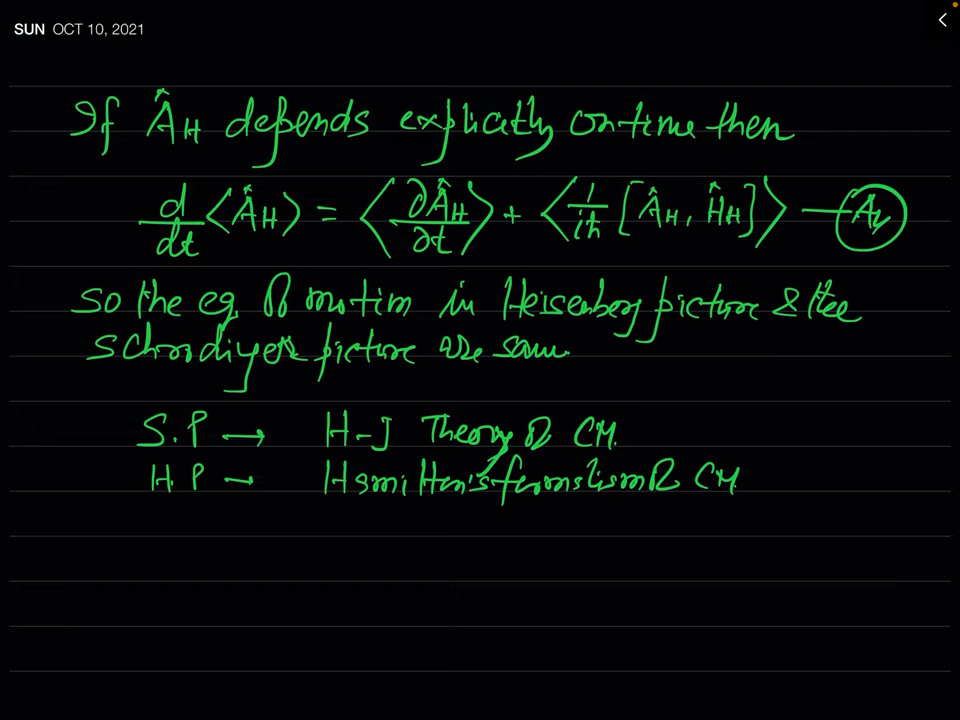 SUN OCT 10, 2021
If Â_H depends explicitly on time then
d/dt ⟨Â_H⟩ = ⟨∂Â_H/∂t⟩ + ⟨1/iħ [Â_H, Ĥ_H]⟩ —
So the eq. of motion in Heisenberg picture & the
Schrodinger picture are same.
S.P → H-J Theory of CM.
H.P → Hamilton's formalism of CM.